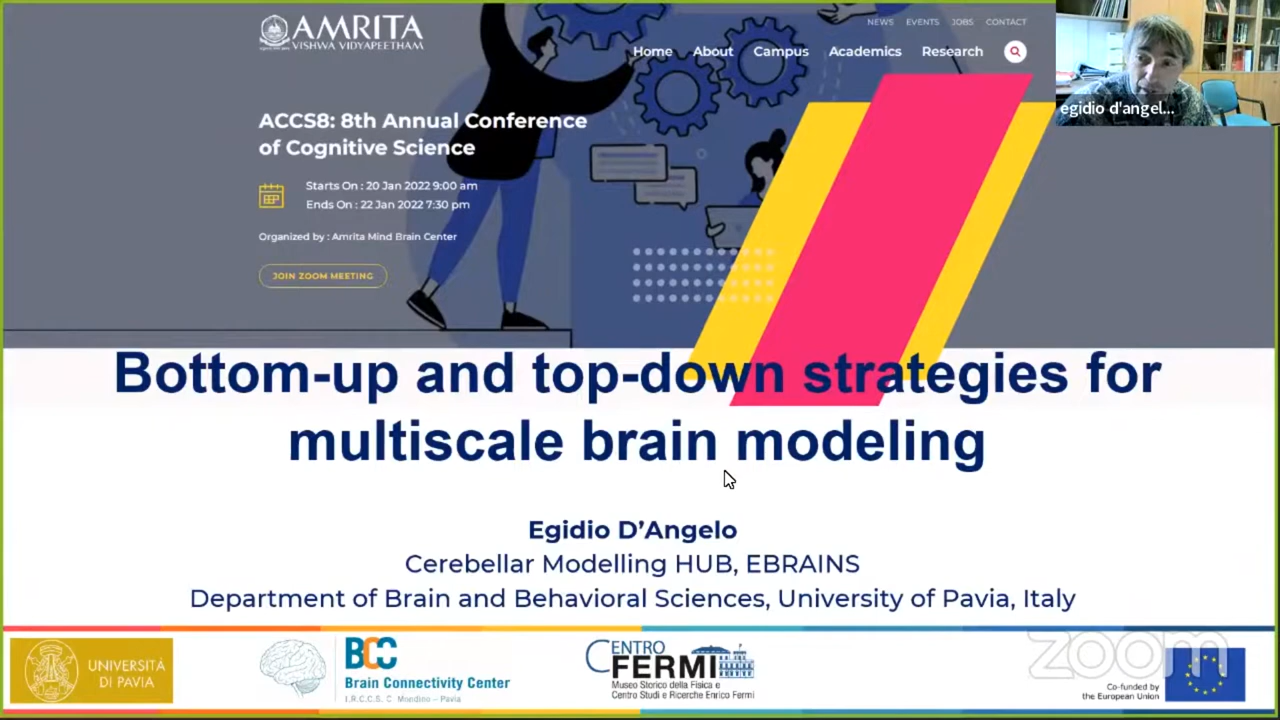 AMRITA
VISHWA VIDYAPEETHAM
NEWS EVENTS JOBS CONTACT
Home About Campus Academics Research
egidio d'angel...
ACCS8: 8th Annual Conference
of Cognitive Science
Starts On : 20 Jan 2022 9:00 am
Ends On : 22 Jan 2022 7:30 pm
Organized by : Amrita Mind Brain Center
JOIN ZOOM MEETING
Bottom-up and top-down strategies for
multiscale brain modeling
Egidio D'Angelo
Cerebellar Modelling HUB, EBRAINS
Department of Brain and Behavioral Sciences, University of Pavia, Italy
UNIVERSITÀ
DI PAVIA
BCC
Brain Connectivity Center
I.R.C.C.S. C. Mondino – Pavia
CENTRO
FERMI
Museo Storico della Fisica e
Centro Studi e Ricerche Enrico Fermi
zoom
Co-funded by
the European Union